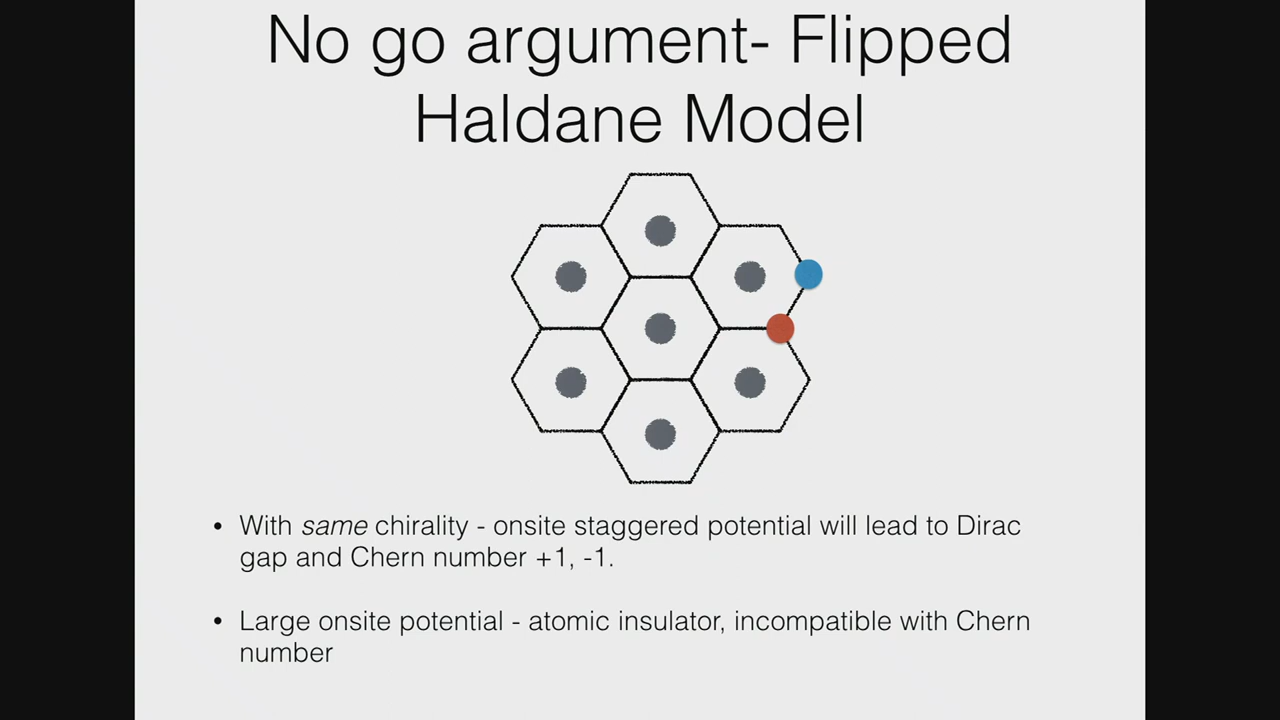 No go argument- Flipped
Haldane Model
• With same chirality - onsite staggered potential will lead to Dirac
gap and Chern number +1, -1.
• Large onsite potential - atomic insulator, incompatible with Chern
number